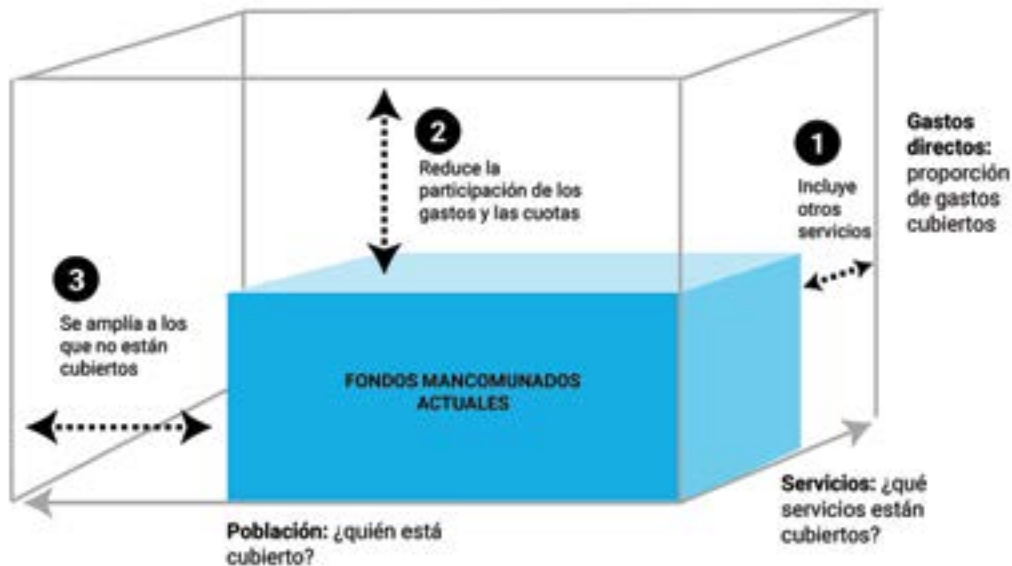 2
Reduce la
participación de los
gastos y las cuotas
1
Incluye
otros
servicios
Gastos
directos:
proporción
de gastos
cubiertos
3
Se amplía a los
que no están
cubiertos
FONDOS MANCOMUNADOS
ACTUALES
Servicios: ¿qué
servicios están
cubiertos?
Población: ¿quién está
cubierto?